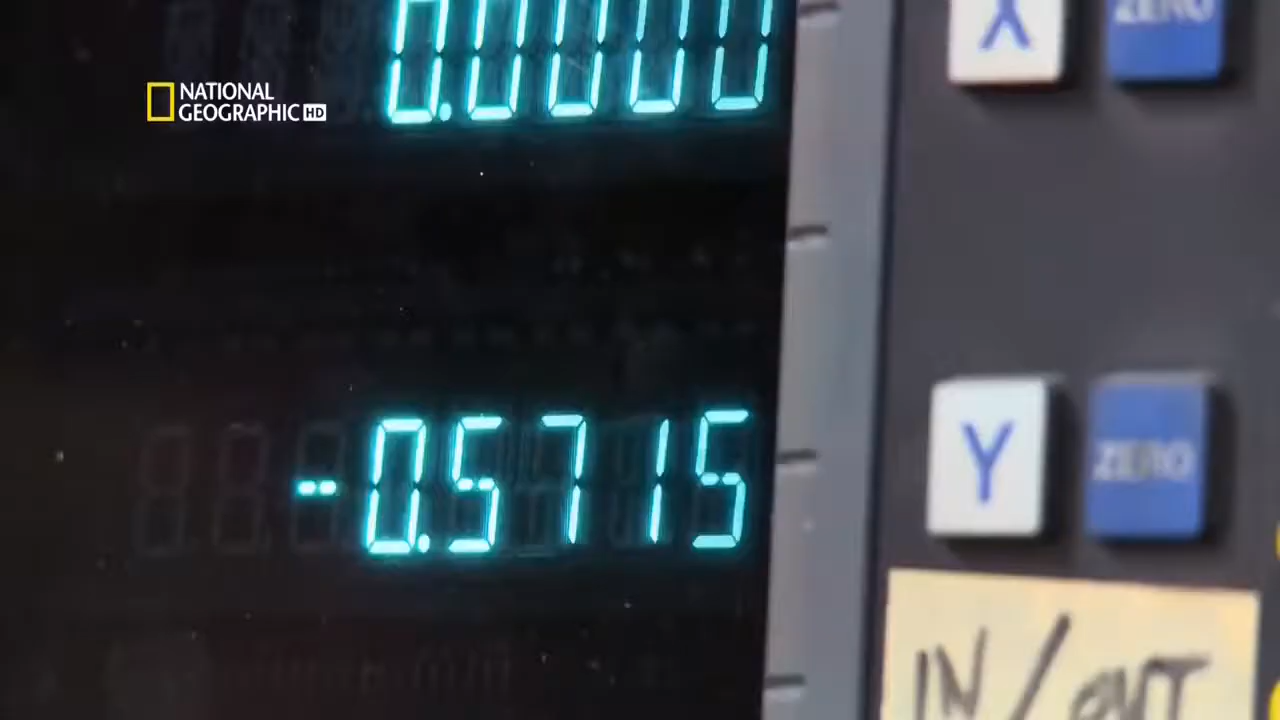 X ZERO
0.0000
NATIONAL
GEOGRAPHIC HD
-0.5715
Y ZERO
IN/OUT